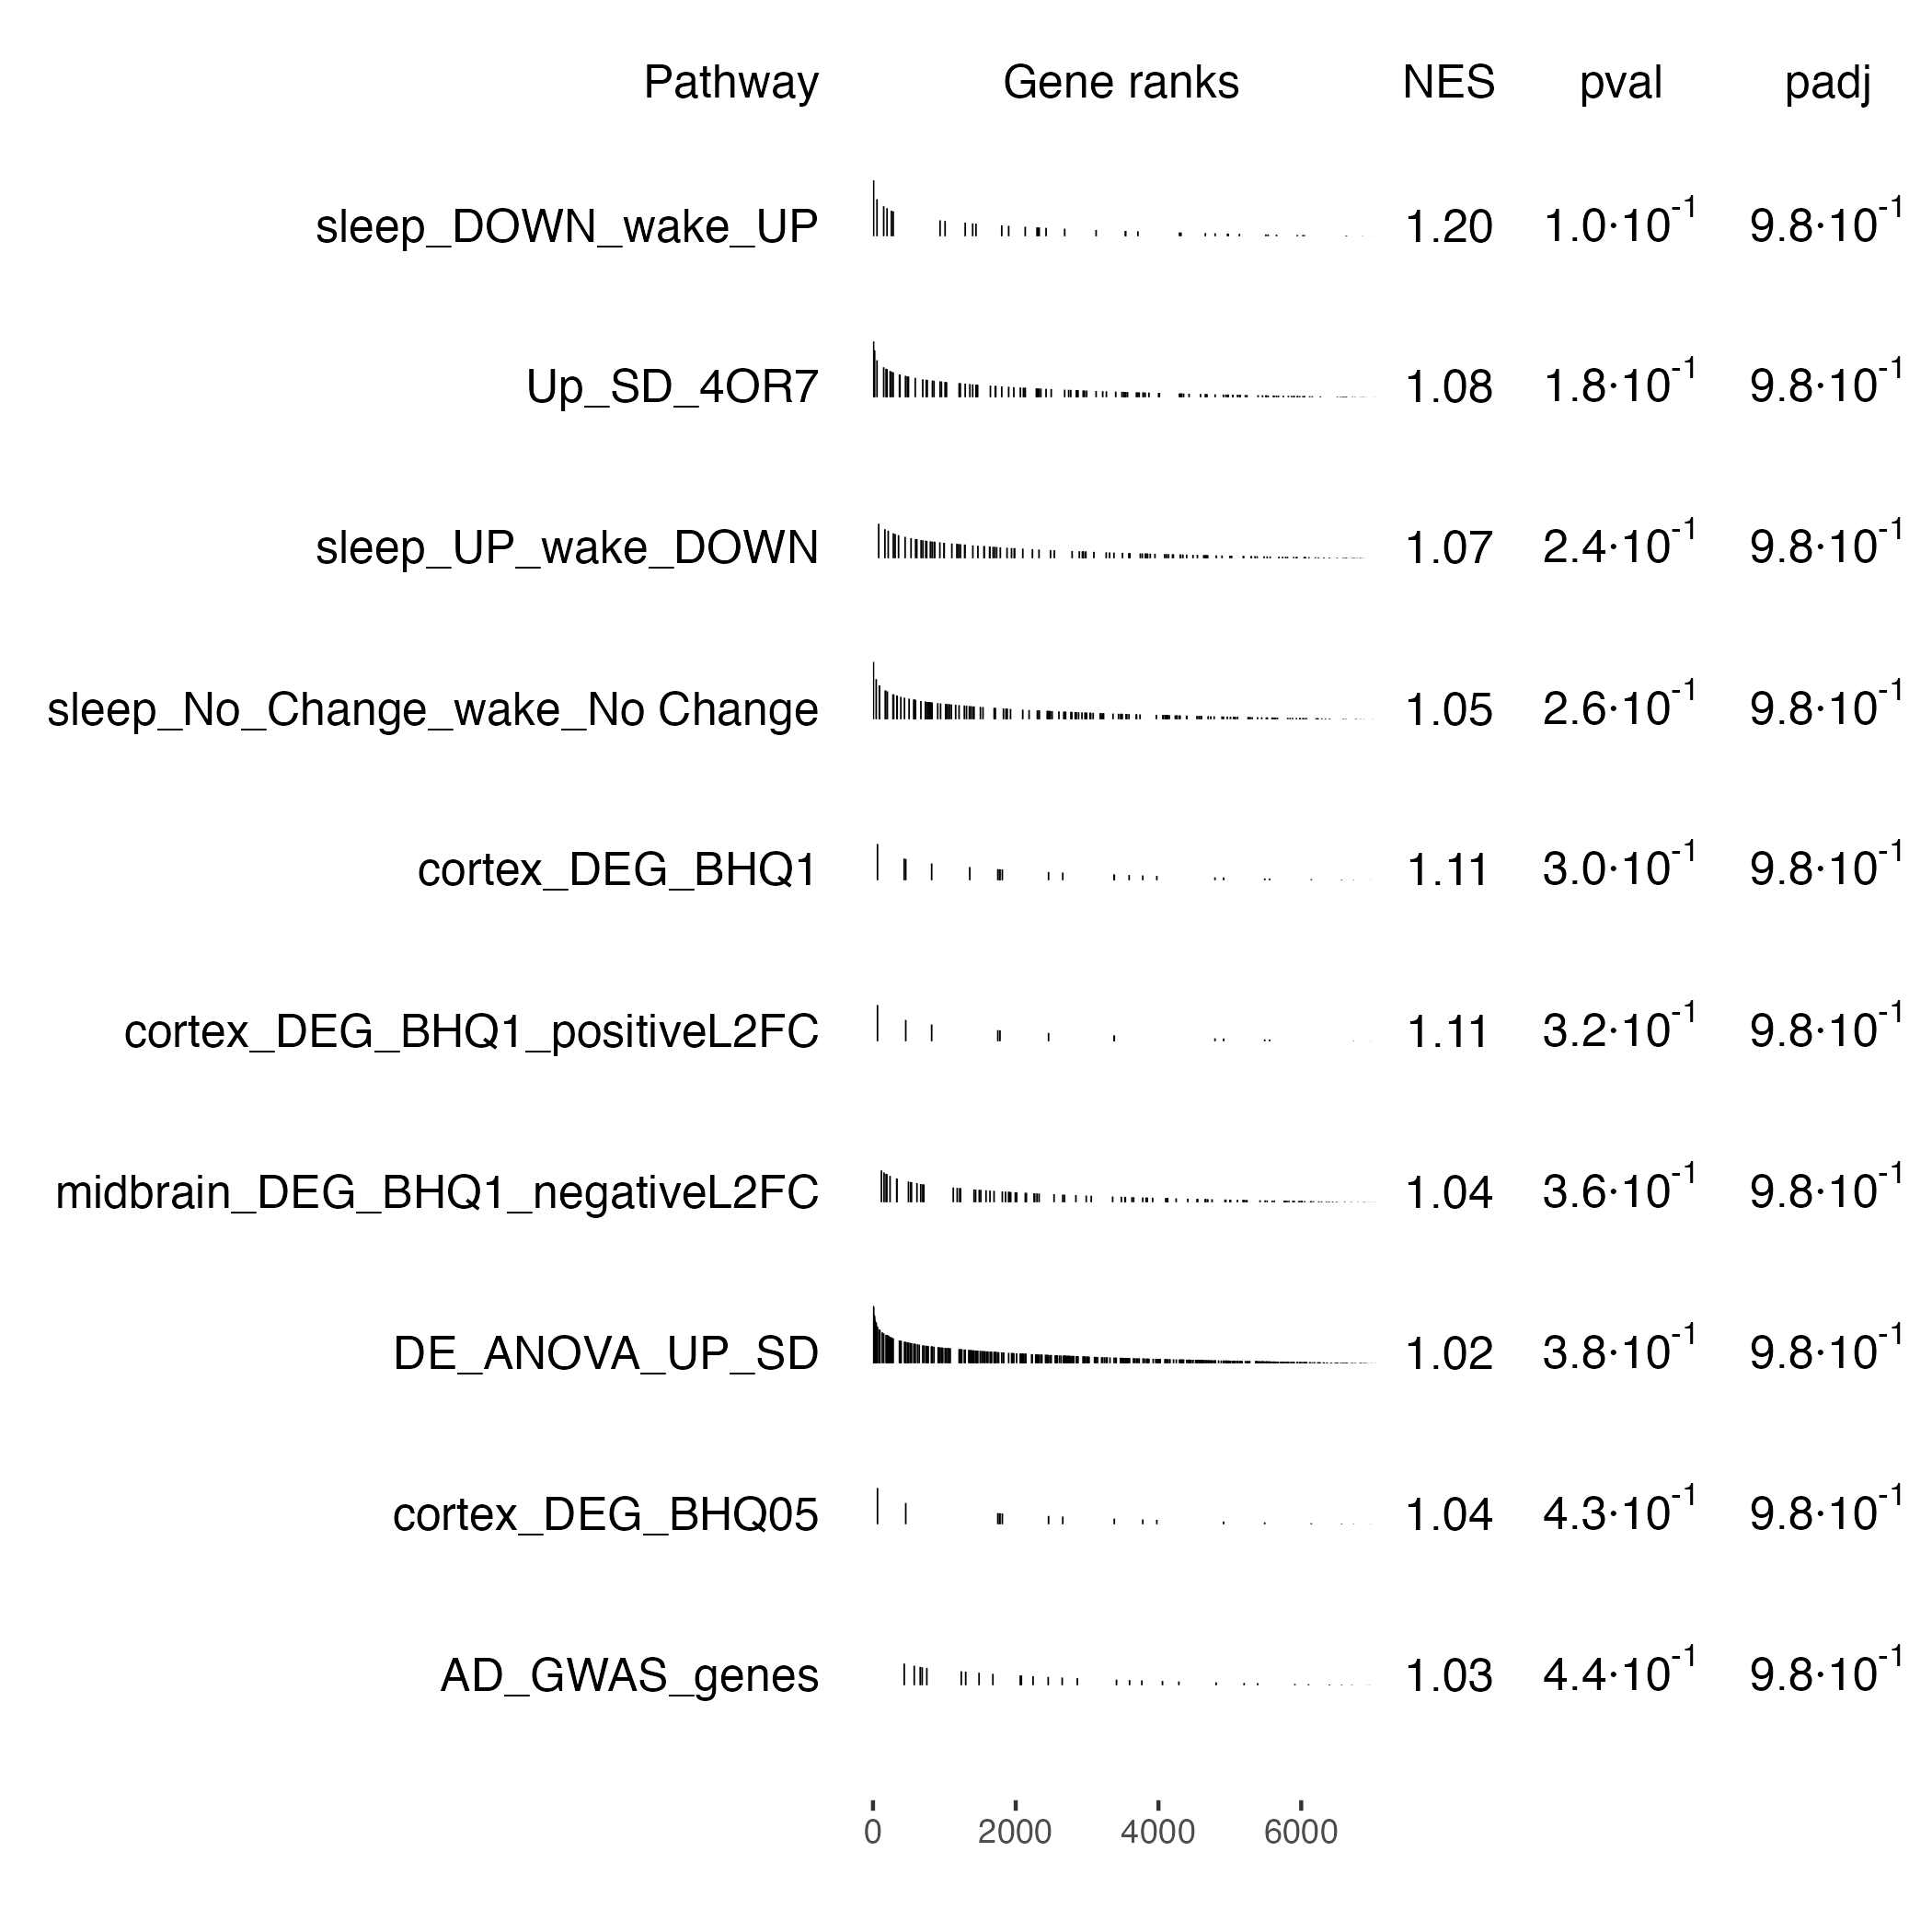 Pathway Gene ranks NES pval padj
sleep_DOWN_wake_UP 1.20 1.0·10⁻¹ 9.8·10⁻¹
Up_SD_4OR7 1.08 1.8·10⁻¹ 9.8·10⁻¹
sleep_UP_wake_DOWN 1.07 2.4·10⁻¹ 9.8·10⁻¹
sleep_No_Change_wake_No Change 1.05 2.6·10⁻¹ 9.8·10⁻¹
cortex_DEG_BHQ1 1.11 3.0·10⁻¹ 9.8·10⁻¹
cortex_DEG_BHQ1_positiveL2FC 1.11 3.2·10⁻¹ 9.8·10⁻¹
midbrain_DEG_BHQ1_negativeL2FC 1.04 3.6·10⁻¹ 9.8·10⁻¹
DE_ANOVA_UP_SD 1.02 3.8·10⁻¹ 9.8·10⁻¹
cortex_DEG_BHQ05 1.04 4.3·10⁻¹ 9.8·10⁻¹
AD_GWAS_genes 1.03 4.4·10⁻¹ 9.8·10⁻¹
0 2000 4000 6000